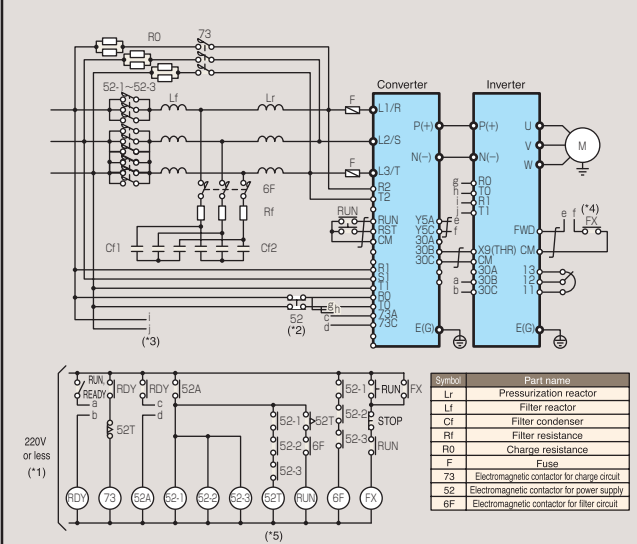 R0 73
52-1~52-3 Lf Lr
Converter Inverter
F L1/R
P(+) P(+) U
L2/S V M
N(-) N(-) W
F L3/T
g R0
R2 h T0
6F T2 i R1
j T1
Rf RUN RUN Y5A e e f (*4)
RST Y5C f FWD FX
CM 30A
Cf1 Cf2 30B X9(THR) CM
30C CM
R1 30A 13
S1 a 30B 12
T1 b 30C 11
R0
g h T0
i 52 c 73A
j (*2) d 73C E(G) E(G)
(*3)
RUN RDY RDY 52A 52-1 RUN FX
READY
a c
b 52T d 52-1 52T 52-2 STOP
220V
or less 52-2 6F 52-3 RUN
(*1)
52-3
RDY 73 52A 52-1 52-2 52-3 52T RUN 6F FX
(*5)
Symbol Part name
Lr Pressurization reactor
Lf Filter reactor
Cf Filter condenser
Rf Filter resistance
R0 Charge resistance
F Fuse
73 Electromagnetic contactor for charge circuit
52 Electromagnetic contactor for power supply
6F Electromagnetic contactor for filter circuit